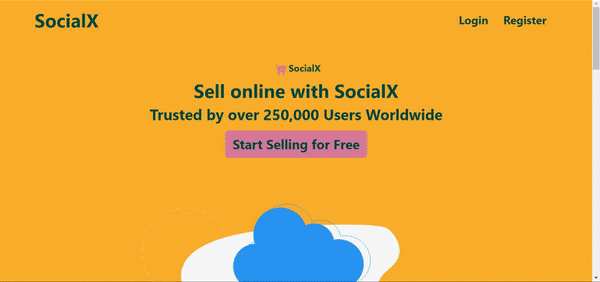 SocialX
Login Register
SocialX
Sell online with SocialX
Trusted by over 250,000 Users Worldwide
Start Selling for Free